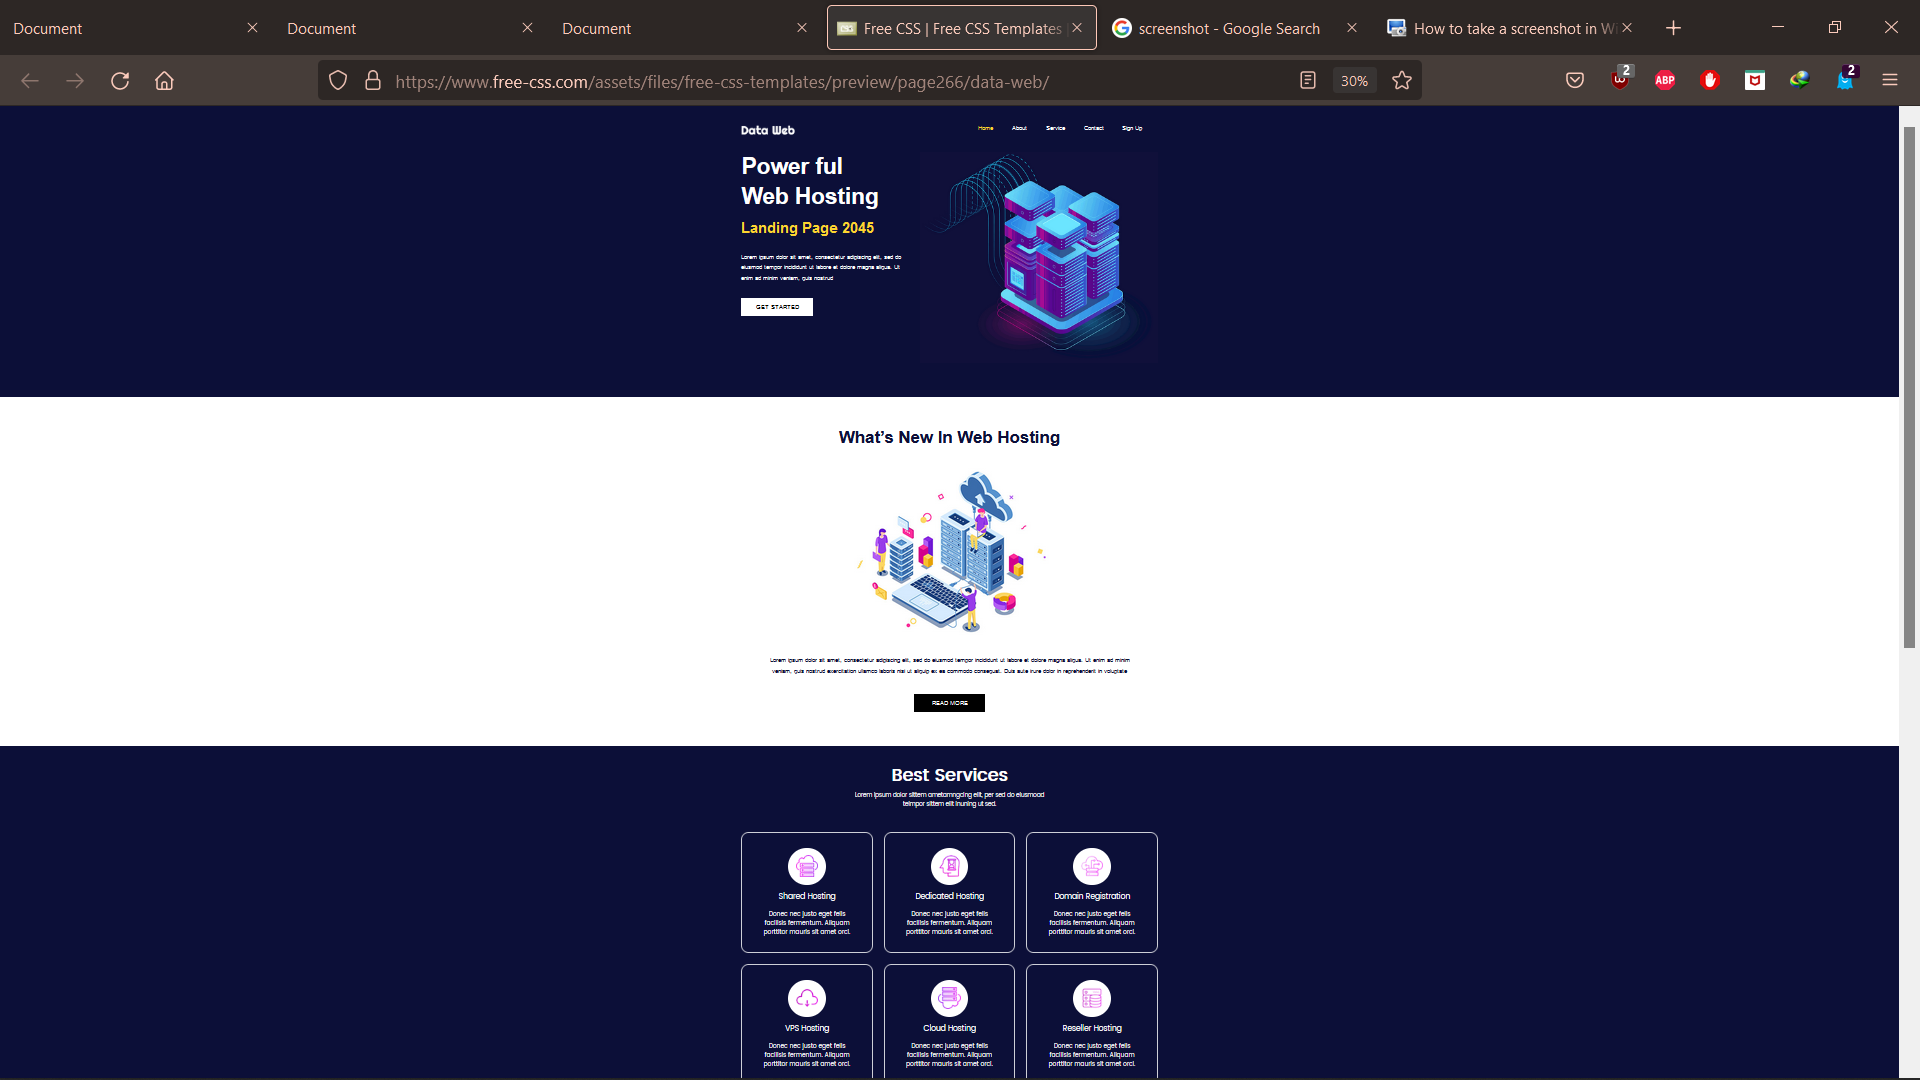 Document
Document
Document
Free CSS | Free CSS Templates |
screenshot - Google Search
How to take a screenshot in Wi
https://www.free-css.com/assets/files/free-css-templates/preview/page266/data-web/
30%
2
ABP
2
Data Web
Home About Service Contact Sign Up
Power ful
Web Hosting
Landing Page 2045
Lorem ipsum dolor sit amet, consectetur adipiscing elit, sed do
eiusmod tempor incididunt ut labore et dolore magna aliqua. Ut
enim ad minim veniam, quis nostrud
GET STARTED
What's New In Web Hosting
Lorem ipsum dolor sit amet, consectetur adipiscing elit, sed do eiusmod tempor incididunt ut labore et dolore magna aliqua. Ut enim ad minim
veniam, quis nostrud exercitation ullamco laboris nisi ut aliquip ex ea commodo consequat. Duis aute irure dolor in reprehenderit in voluptate
READ MORE
Best Services
Lorem ipsum dolor sittem ametamngcing elit, per sed do eiusmoad
teimpor sittem elit inuning ut sed.
Shared Hosting
Donec nec justo eget felis
facilisis fermentum. Aliquam
porttitor mauris sit amet orci.
Dedicated Hosting
Donec nec justo eget felis
facilisis fermentum. Aliquam
porttitor mauris sit amet orci.
Domain Registration
Donec nec justo eget felis
facilisis fermentum. Aliquam
porttitor mauris sit amet orci.
VPS Hosting
Donec nec justo eget felis
facilisis fermentum. Aliquam
porttitor mauris sit amet orci.
Cloud Hosting
Donec nec justo eget felis
facilisis fermentum. Aliquam
porttitor mauris sit amet orci.
Reseller Hosting
Donec nec justo eget felis
facilisis fermentum. Aliquam
porttitor mauris sit amet orci.